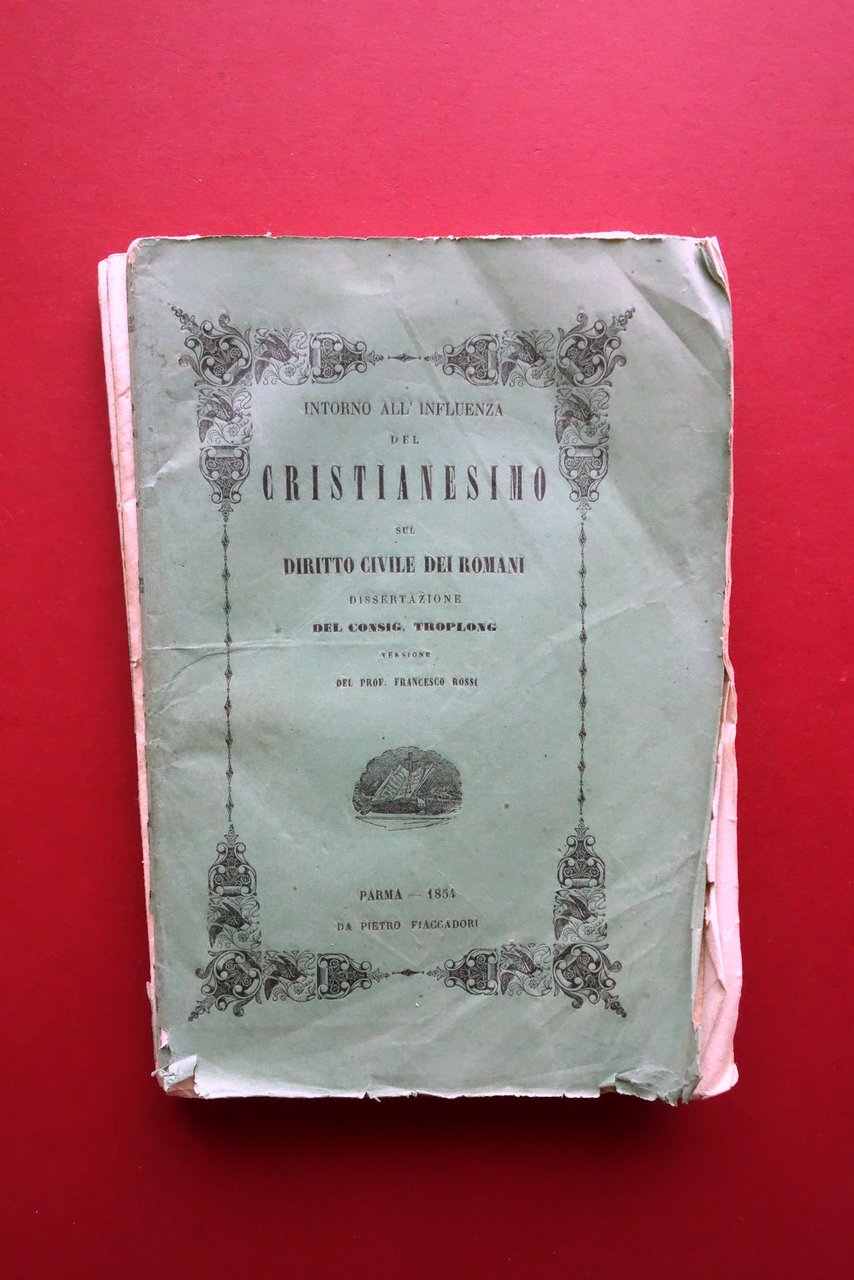 INTORNO ALL' INFLUENZA
DEL
CRISTIANESIMO
SUL
DIRITTO CIVILE DEI ROMANI
DISSERTAZIONE
DEL CONSIG. TROPLONG
VERSIONE
DEL PROF. FRANCESCO ROSSI
PARMA — 1854
DA PIETRO FIACCADORI